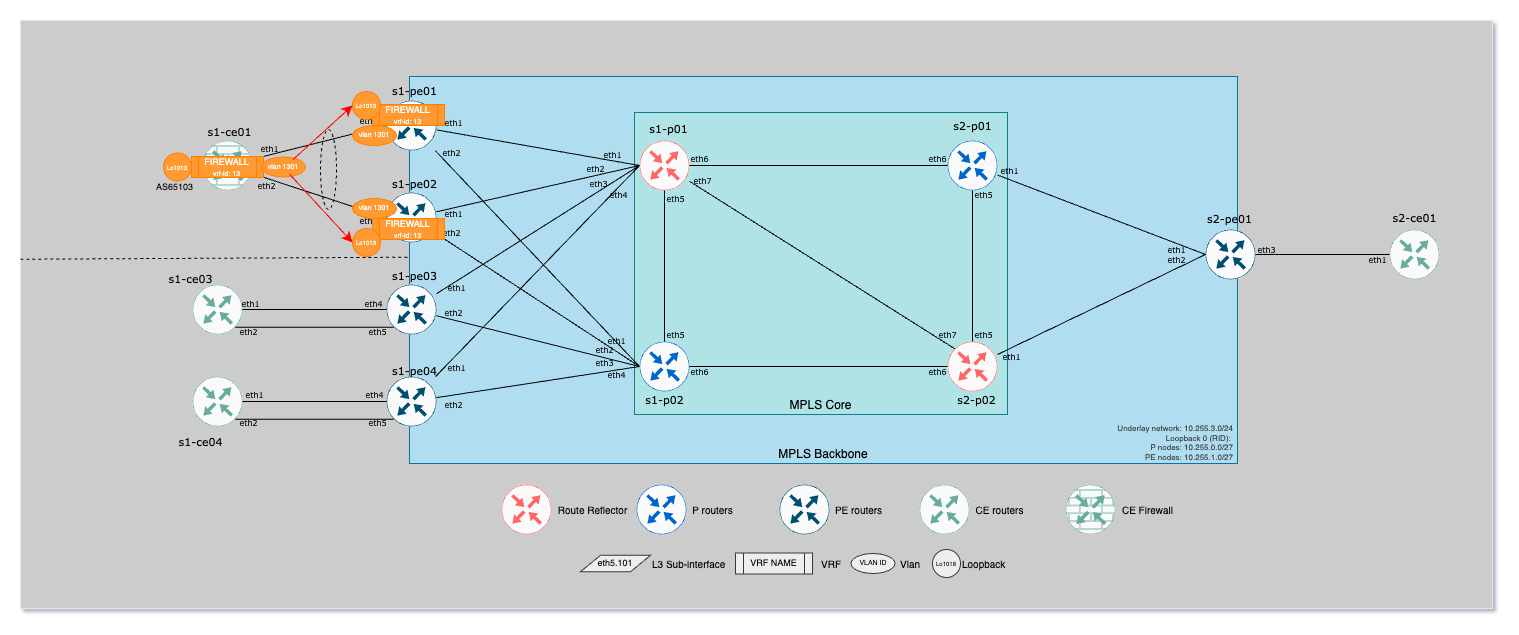 s1-pe01
Lo1013
FIREWALL
vrf-id: 13
eth1
vlan 1301
s1-ce01
eth1
Lo1013
FIREWALL
vrf-id: 13
vlan 1301
AS65103
eth2
eth2
s1-pe02
vlan 1301
eth1
FIREWALL
vrf-id: 13
eth2
Lo1013
s1-p01
eth1
eth2
eth3
eth4
eth6
eth7
eth5
s2-p01
eth6
eth1
eth5
s2-pe01
eth1
eth2
eth3
s2-ce01
eth1
s1-ce03
eth1
eth2
s1-pe03
eth4
eth5
eth1
eth2
s1-pe04
eth1
eth2
eth4
eth5
eth1
eth2
s1-ce04
eth1
eth2
eth3
eth4
eth5
eth6
s1-p02
eth7
eth5
eth6
eth1
s2-p02
MPLS Core
MPLS Backbone
Underlay network: 10.255.3.0/24
Loopback 0 (RID):
P nodes: 10.255.0.0/27
PE nodes: 10.255.1.0/27
Route Reflector
P routers
PE routers
CE routers
CE Firewall
eth5.101
L3 Sub-interface
VRF NAME
VRF
VLAN ID
Vlan
Lo1018
Loopback